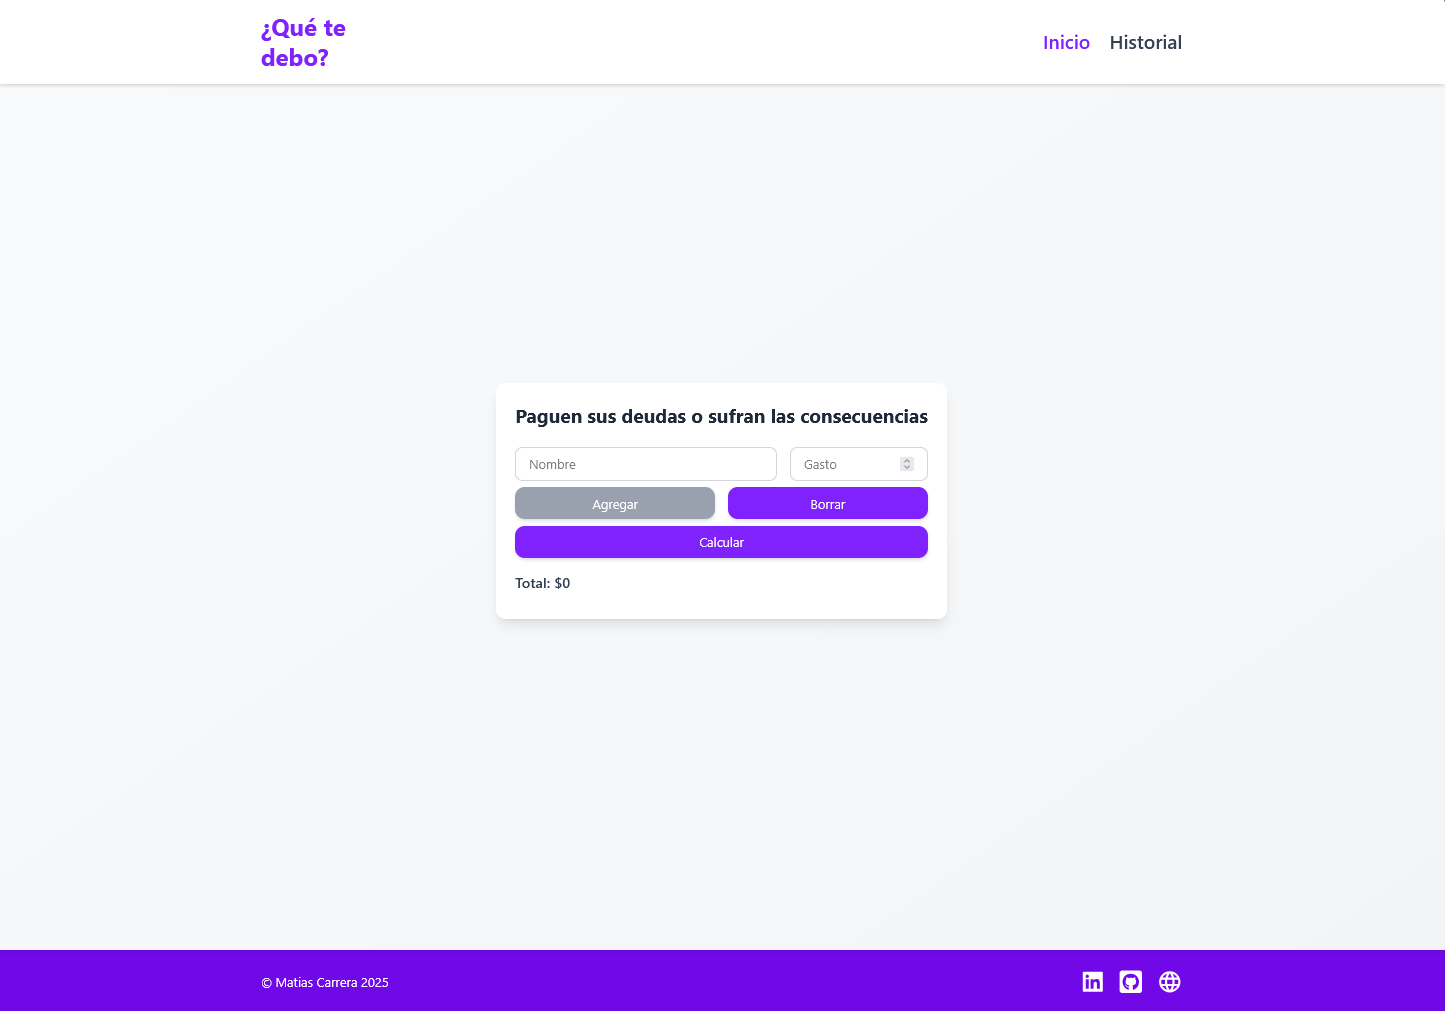 ¿Qué te
debo?
Inicio Historial
Paguen sus deudas o sufran las consecuencias
Nombre Gasto
Agregar Borrar
Calcular
Total: $0
© Matias Carrera 2025